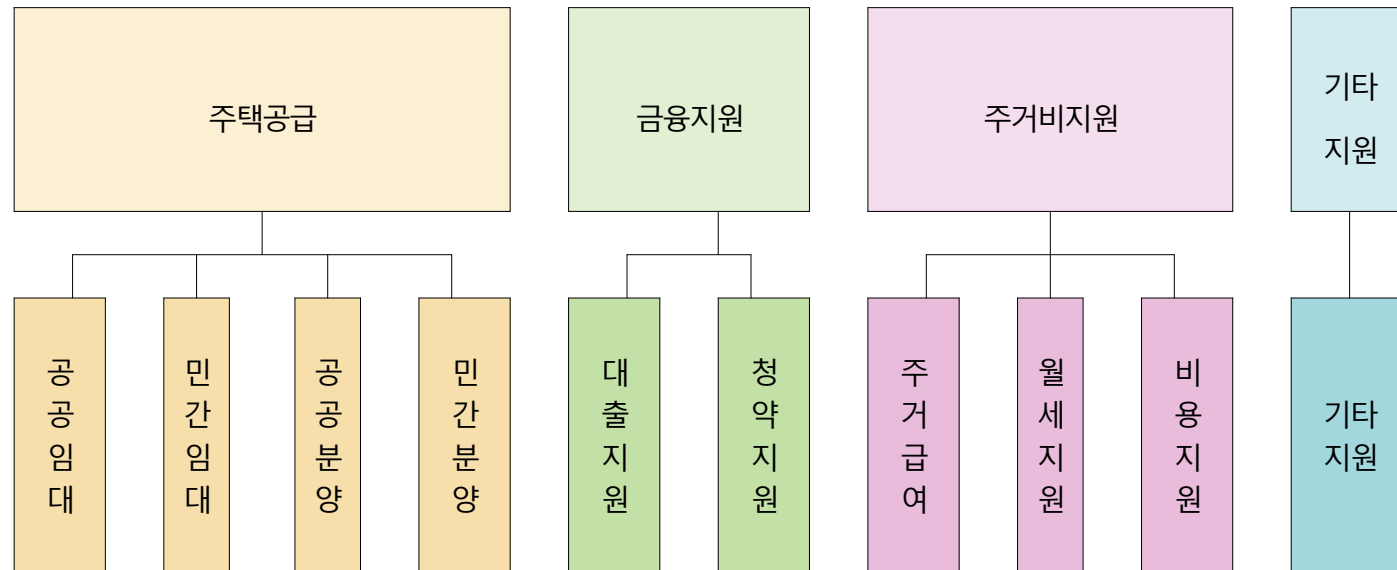 주택공급
금융지원
주거비지원
기타
지원
공공임대
민간임대
공공분양
민간분양
대출지원
청약지원
주거급여
월세지원
비용지원
기타
지원